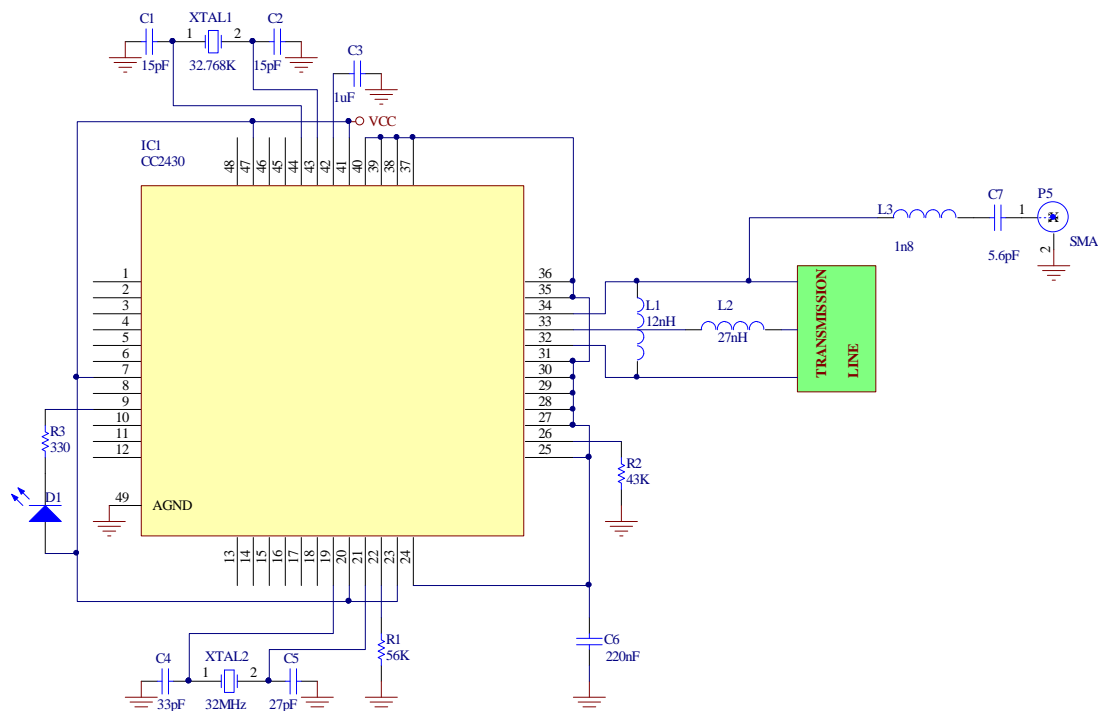 C1 XTAL1 C2
1 2
15pF 32.768K 15pF
C3
1uF
VCC
IC1
CC2430
48 47 46 45 44 43 42 41 40 39 38 37
1
2
3
4
5
6
7
8
9
10
11
12
49 AGND
36
35
34
33
32
31
30
29
28
27
26
25
13 14 15 16 17 18 19 20 21 22 23 24
R3
330
D1
L1
12nH
L2
27nH
TRANSMISSION
LINE
L3
1n8
C7
5.6pF
P5
1
2
SMA
R2
43K
R1
56K
C6
220nF
C4 XTAL2 C5
1 2
33pF 32MHz 27pF